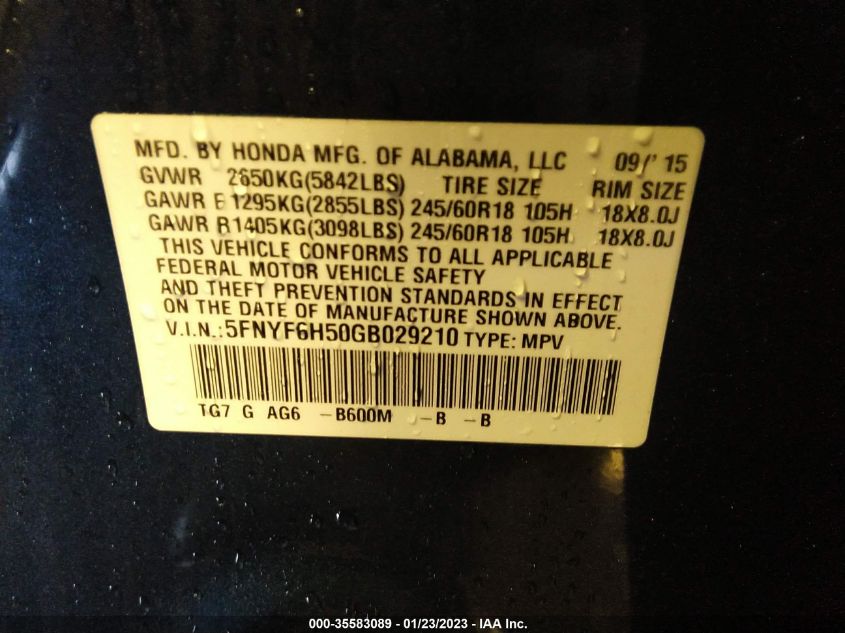 MFD. BY HONDA MFG. OF ALABAMA, LLC 09/' 15
GVWR 2650KG(5842LBS) TIRE SIZE RIM SIZE
GAWR F 1295KG(2855LBS) 245/60R18 105H 18X8.0J
GAWR R1405KG(3098LBS) 245/60R18 105H 18X8.0J
THIS VEHICLE CONFORMS TO ALL APPLICABLE
FEDERAL MOTOR VEHICLE SAFETY
AND THEFT PREVENTION STANDARDS IN EFFECT
ON THE DATE OF MANUFACTURE SHOWN ABOVE.
V.I.N.:5FNYF6H50GB029210 TYPE: MPV
TG7 G AG6 -B600M -B -B
000-35583089 - 01/23/2023 - IAA Inc.